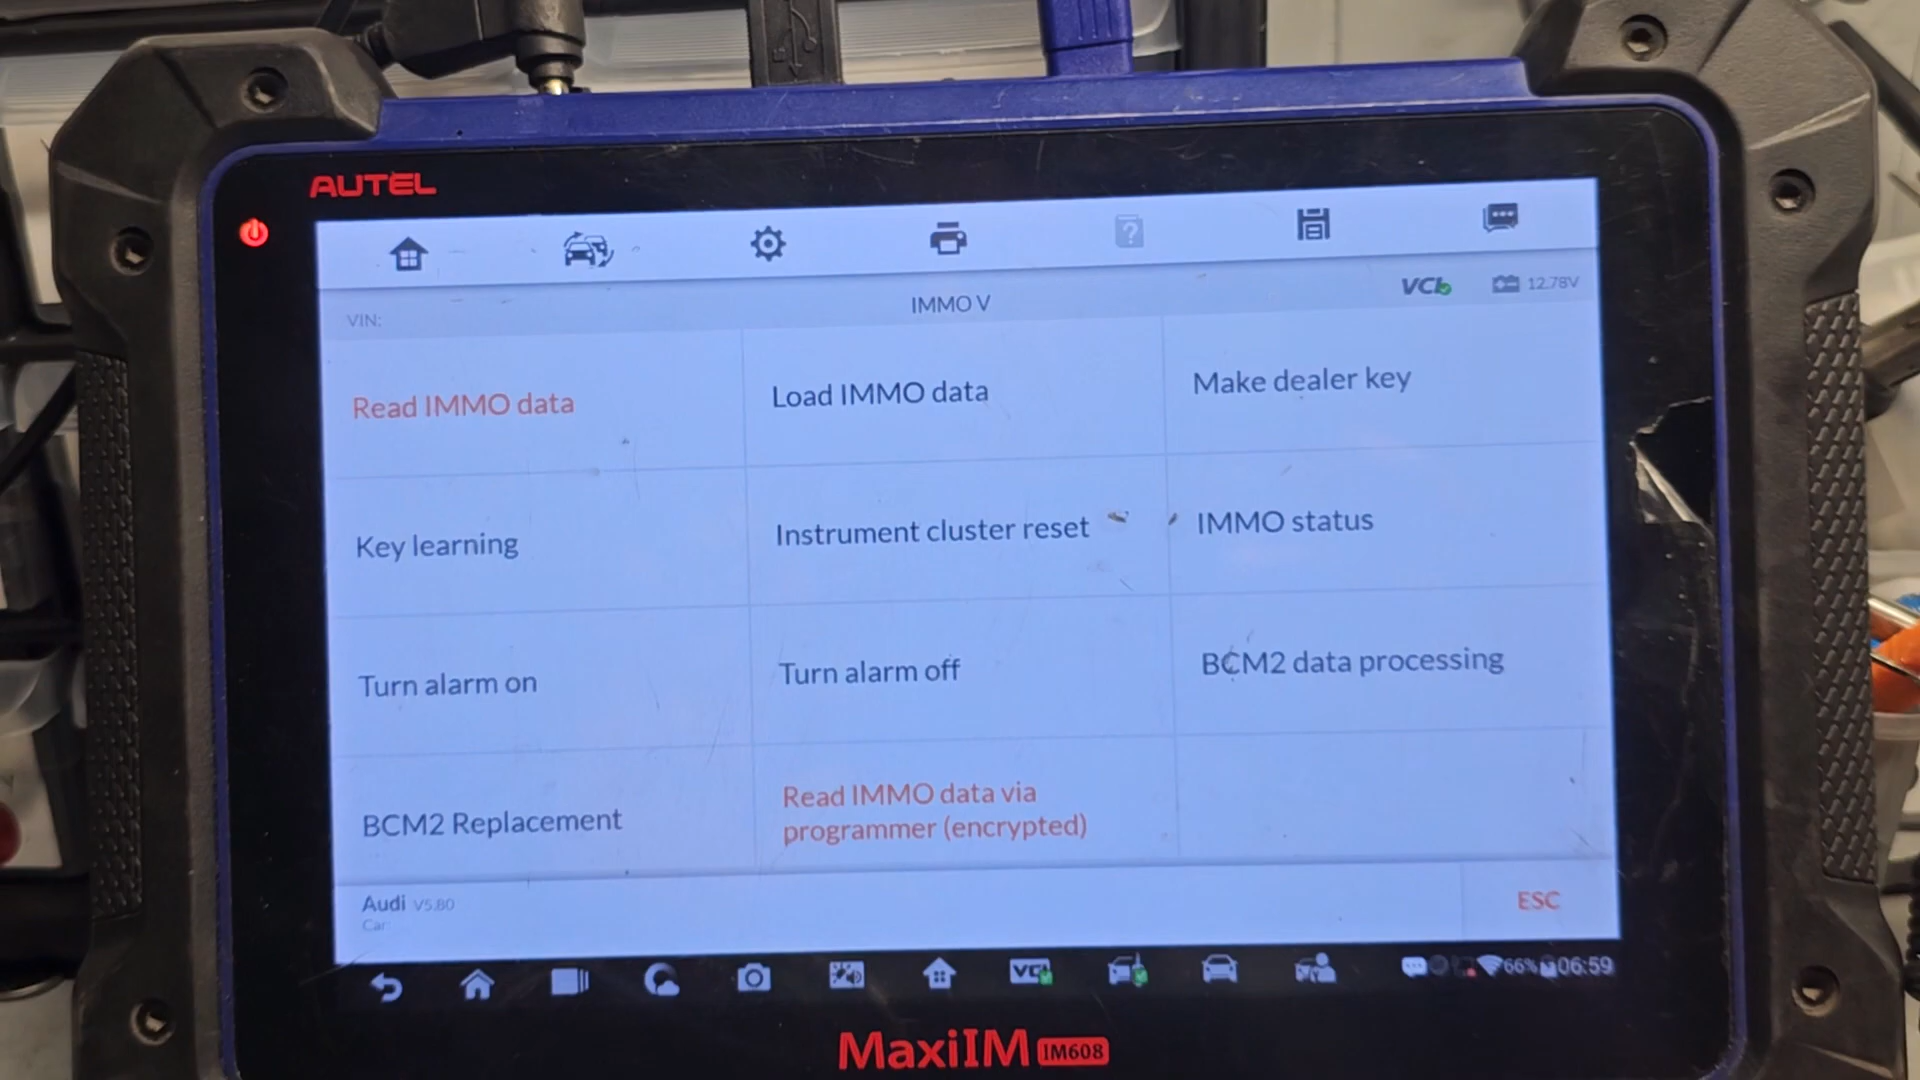 AUTEL
VCI
12.78V
VIN:
IMMO V
Read IMMO data
Load IMMO data
Make dealer key
Key learning
Instrument cluster reset
IMMO status
Turn alarm on
Turn alarm off
BCM2 data processing
BCM2 Replacement
Read IMMO data via
programmer (encrypted)
Audi V5.80
Car:
ESC
VCI
66% 06:59
MaxiIM IM608